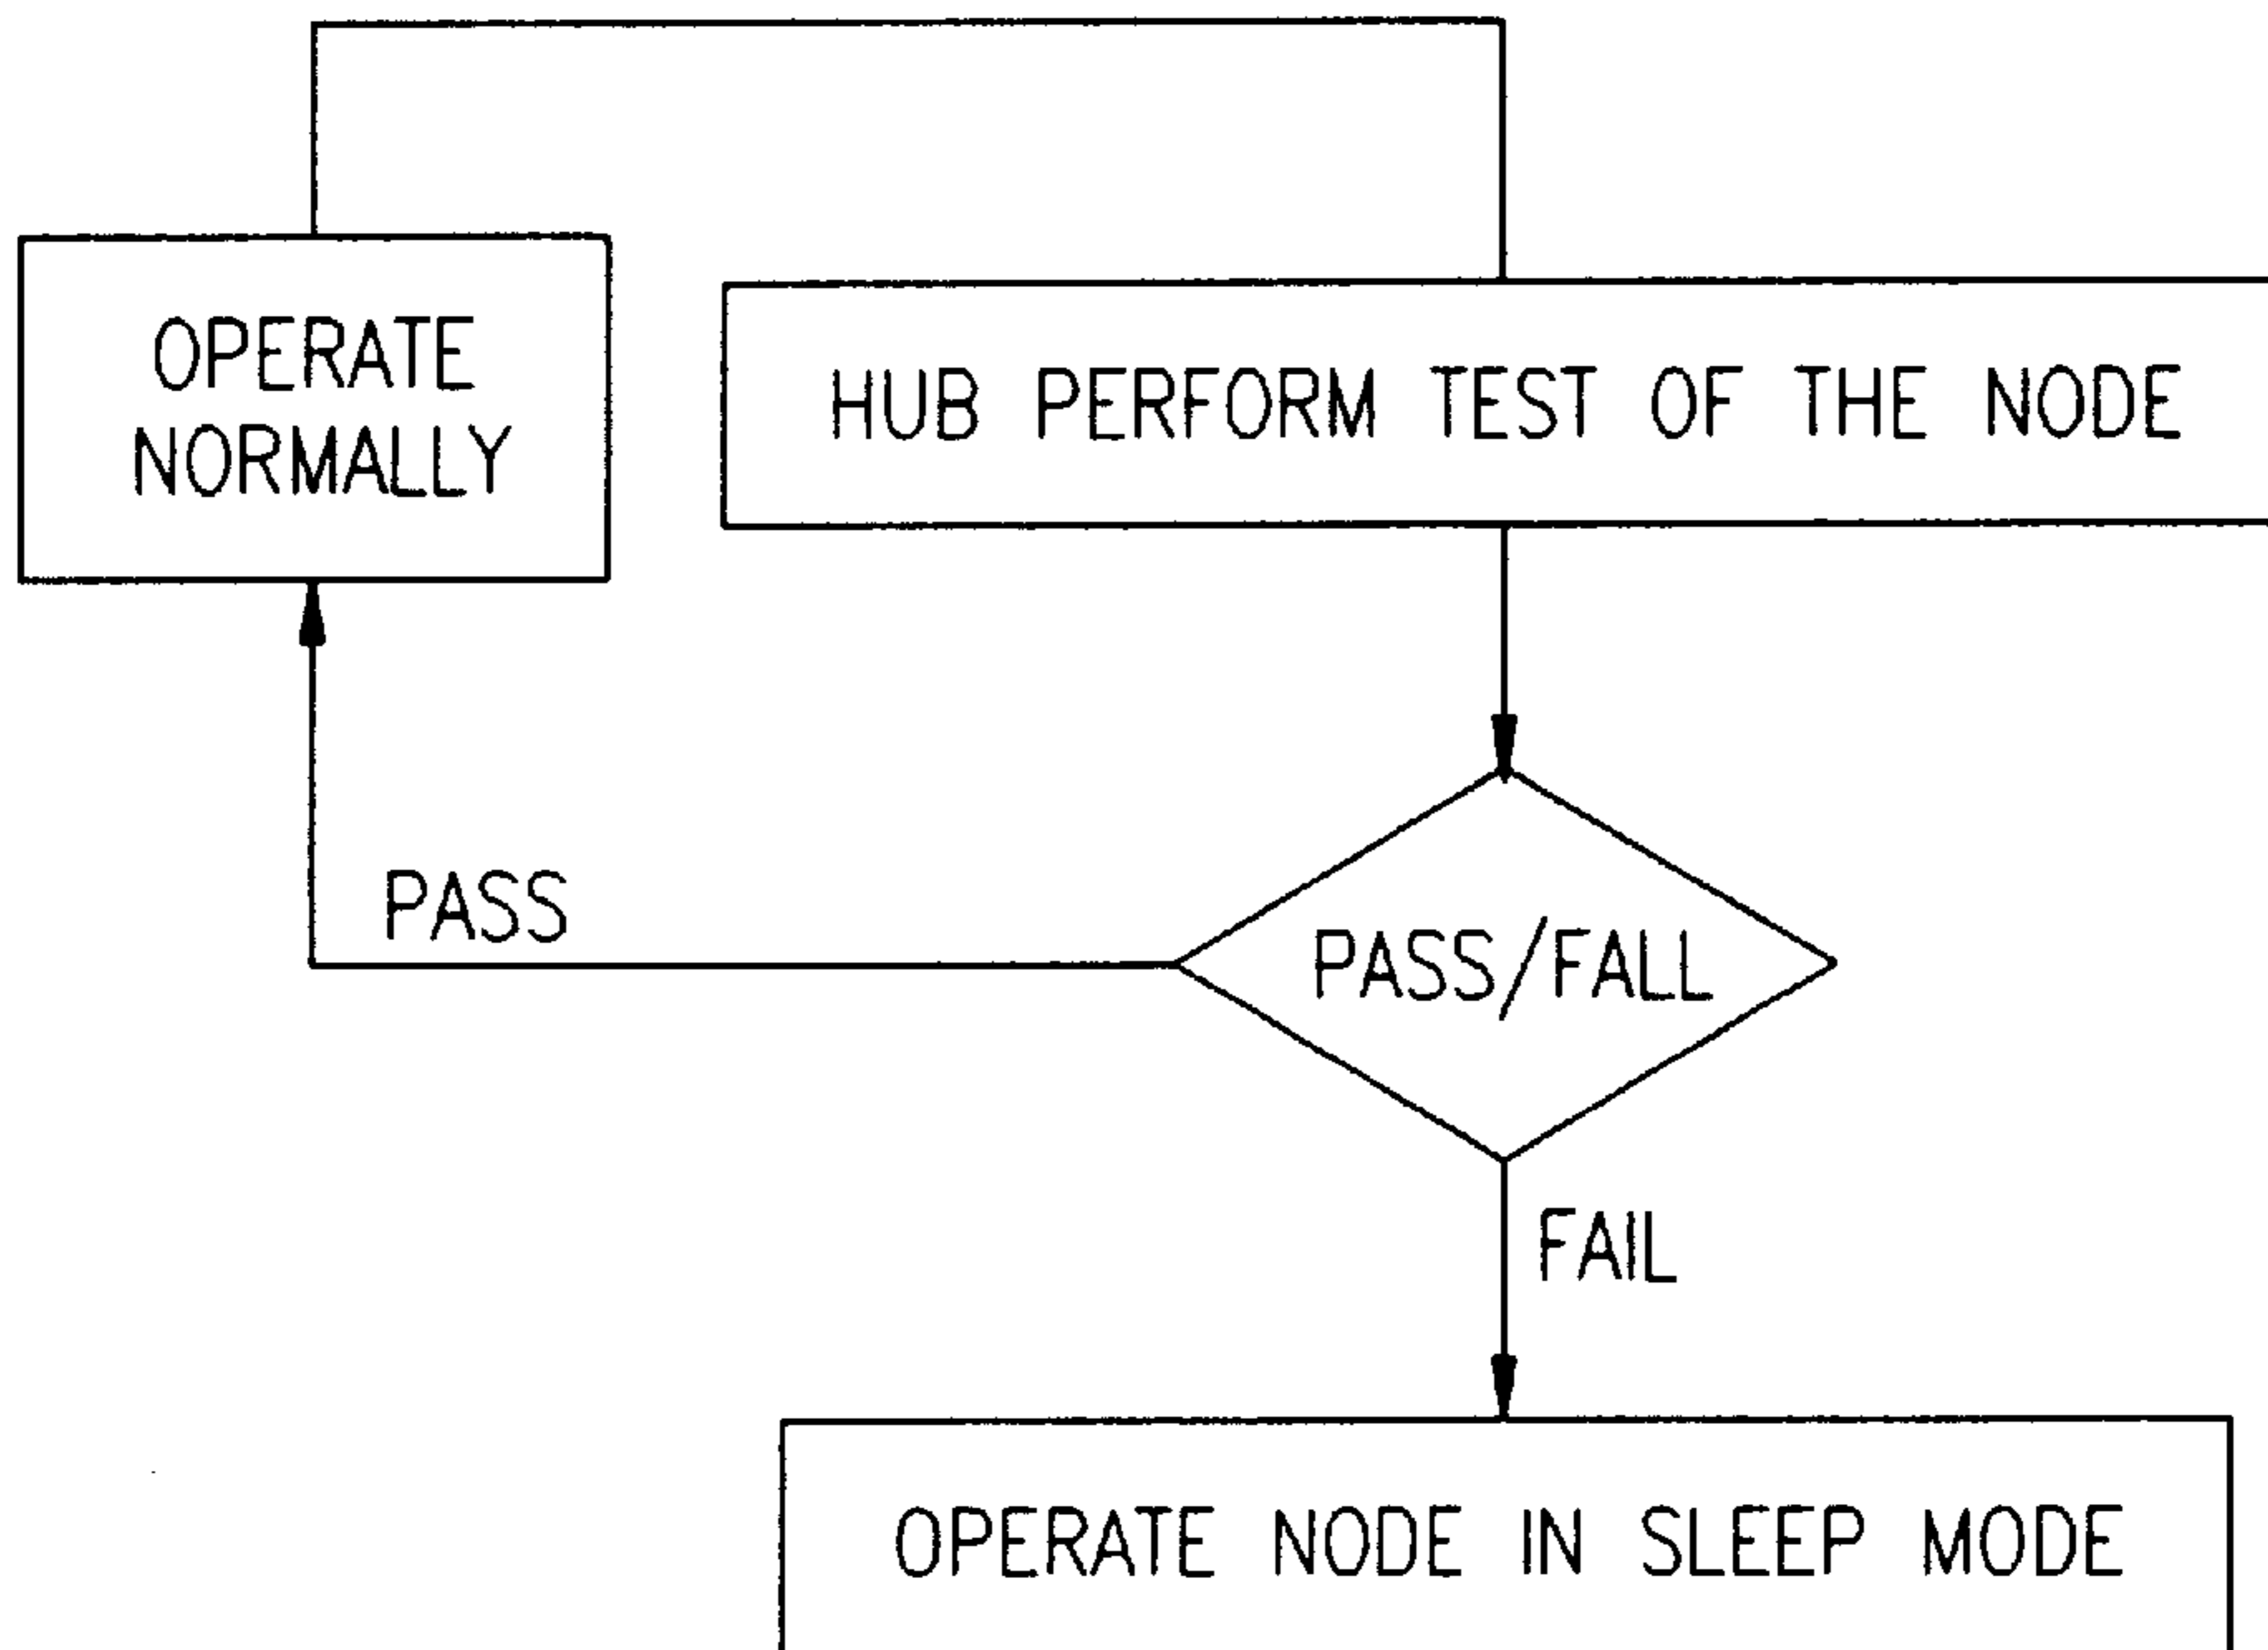 OPERATE
NORMALLY
HUB PERFORM TEST OF THE NODE
PASS
PASS/FALL
FAIL
OPERATE NODE IN SLEEP MODE